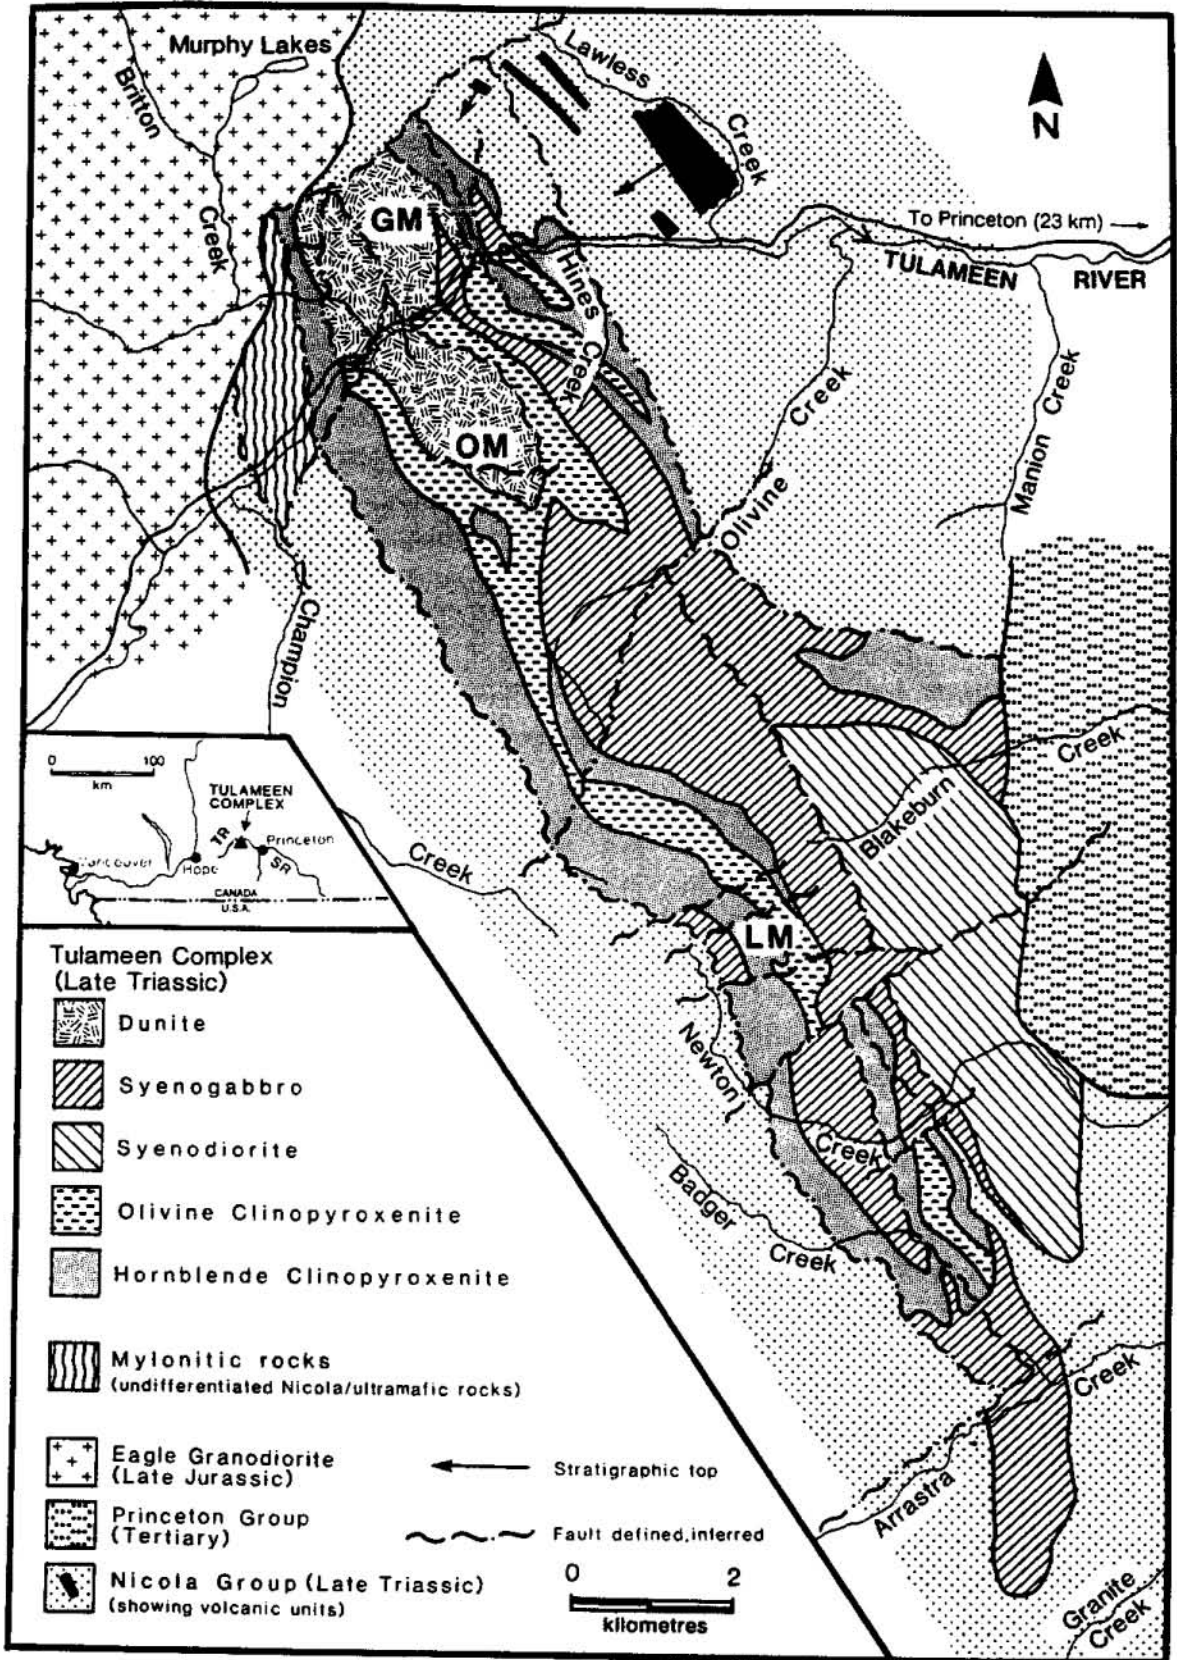 Murphy Lakes
Britton
Creek
Lawless
Creek
N
GM
To Princeton (23 km)
TULAMEEN RIVER
Hines
Creek
OM
Olivine
Creek
Manion Creek
Champion
Creek
Blakeburn
Creek
LM
Newton
Creek
Badger
Creek
Arrastra
Creek
Granite
Creek
0 100
km
TULAMEEN
COMPLEX
TR
Princeton
Vancouver
Hope
SR
CANADA
U.S.A.
Tulameen Complex
(Late Triassic)
Dunite
Syenogabbro
Syenodiorite
Olivine Clinopyroxenite
Hornblende Clinopyroxenite
Mylonitic rocks
(undifferentiated Nicola/ultramafic rocks)
Eagle Granodiorite
(Late Jurassic)
Stratigraphic top
Princeton Group
(Tertiary)
Fault defined, inferred
Nicola Group (Late Triassic)
(showing volcanic units)
0 2
kilometres